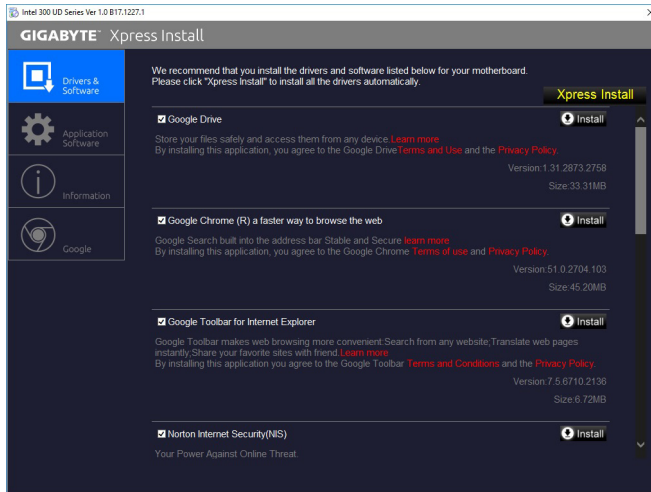 Intel 300 UD Series Ver 1.0 B17.1227.1
GIGABYTE™ Xpress Install
Drivers &
Software
Application
Software
Information
Google
We recommend that you install the drivers and software listed below for your motherboard.
Please click "Xpress Install" to install all the drivers automatically.
Xpress Install
Google Drive
Install
Store your files safely and access them from any device.Learn more
By installing this application, you agree to the Google DriveTerms and Use and the Privacy Policy.
Version:1.31.2873.2758
Size:33.31MB
Google Chrome (R) a faster way to browse the web
Install
Google Search built into the address bar Stable and Secure learn more
By installing this application, you agree to the Google Chrome Terms of use and Privacy Policy.
Version:51.0.2704.103
Size:45.20MB
Google Toolbar for Internet Explorer
Install
Google Toolbar makes web browsing more convenient:Search from any website;Translate web pages
instantly;Share your favorite sites with friend.Learn more
By installing this application you agree to the Google Toolbar Terms and Conditions and the Privacy Policy.
Version:7.5.6710.2136
Size:6.72MB
Norton Internet Security(NIS)
Install
Your Power Against Online Threat.